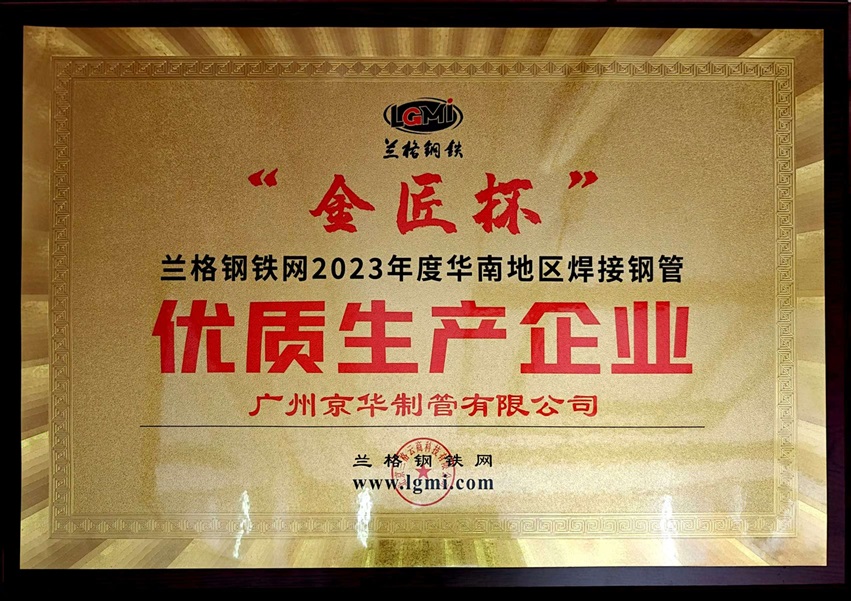 LGMi
兰格钢铁
“金匠杯”
兰格钢铁网2023年度华南地区焊接钢管
优质生产企业
广州京华制管有限公司
兰格钢铁网
www.lgmi.com